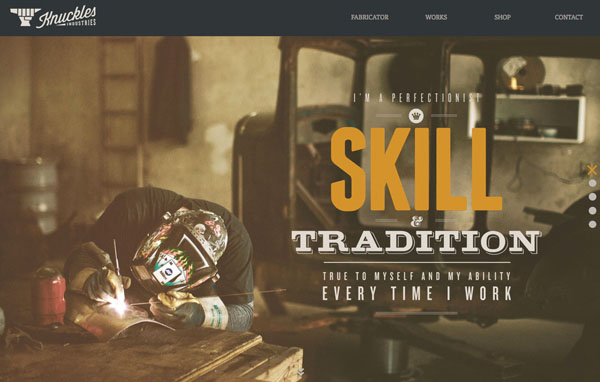 Knuckles
INDUSTRIES
FABRICATOR WORKS SHOP CONTACT
I'M A PERFECTIONIST
SKILL
&
TRADITION
TRUE TO MYSELF AND MY ABILITY
EVERY TIME I WORK